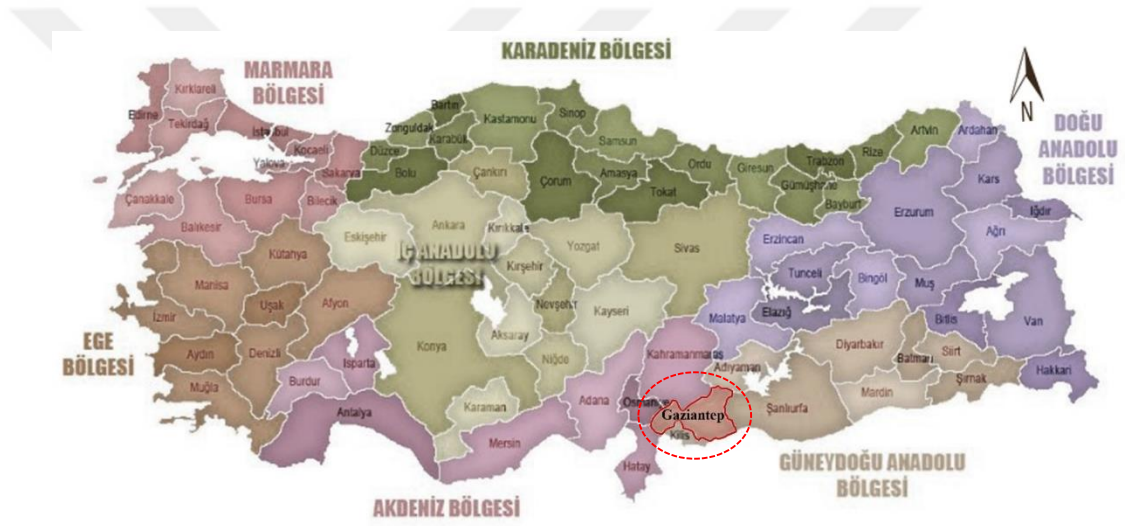 KARADENİZ BÖLGESİ
MARMARA
BÖLGESİ
N
DOĞU
ANADOLU
BÖLGESİ
EGE
BÖLGESİ
İÇ ANADOLU
BÖLGESİ
AKDENİZ BÖLGESİ
GÜNEYDOĞU ANADOLU
BÖLGESİ
Kırklareli
Edirne
Tekirdağ
İstanbul
Kocaeli
Yalova
Sakarya
Çanakkale
Bursa
Bilecik
Balıkesir
Bartın
Zonguldak
Karabük
Kastamonu
Sinop
Düzce
Bolu
Çankırı
Samsun
Çorum
Amasya
Tokat
Ordu
Giresun
Trabzon
Rize
Artvin
Gümüşhane
Bayburt
Ardahan
Kars
Iğdır
Erzurum
Ağrı
Erzincan
Tunceli
Bingöl
Muş
Elazığ
Malatya
Bitlis
Van
Hakkari
Eskişehir
Ankara
Kırıkkale
Yozgat
Sivas
Kırşehir
Nevşehir
Kayseri
Aksaray
Niğde
Konya
Karaman
Kütahya
Manisa
Uşak
Afyon
İzmir
Aydın
Denizli
Muğla
Isparta
Burdur
Antalya
Mersin
Adana
Kahramanmaraş
Osmaniye
Hatay
Gaziantep
Kilis
Adıyaman
Şanlıurfa
Diyarbakır
Batman
Siirt
Mardin
Şırnak